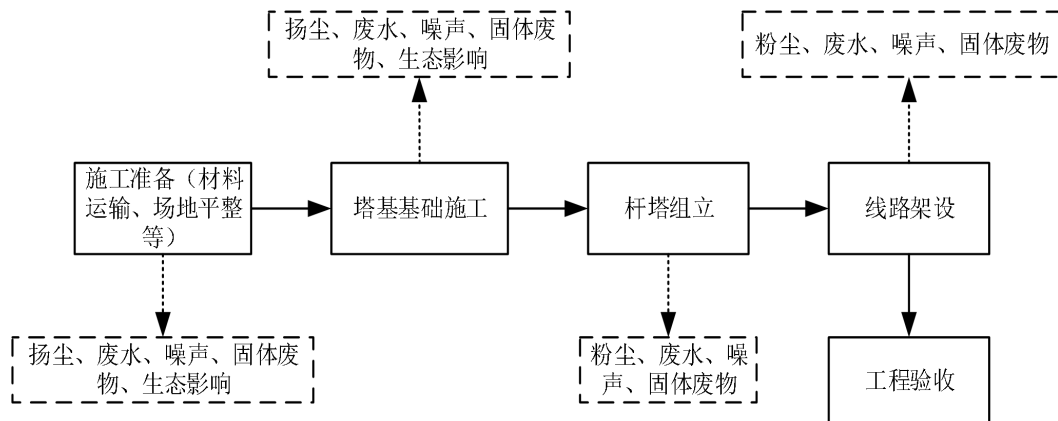 扬尘、废水、噪声、固体废
物、生态影响
粉尘、废水、噪声、固体废物
施工准备（材料
运输、场地平整
等）
塔基基础施工
杆塔组立
线路架设
扬尘、废水、噪声、固体废
物、生态影响
粉尘、废水、噪
声、固体废物
工程验收